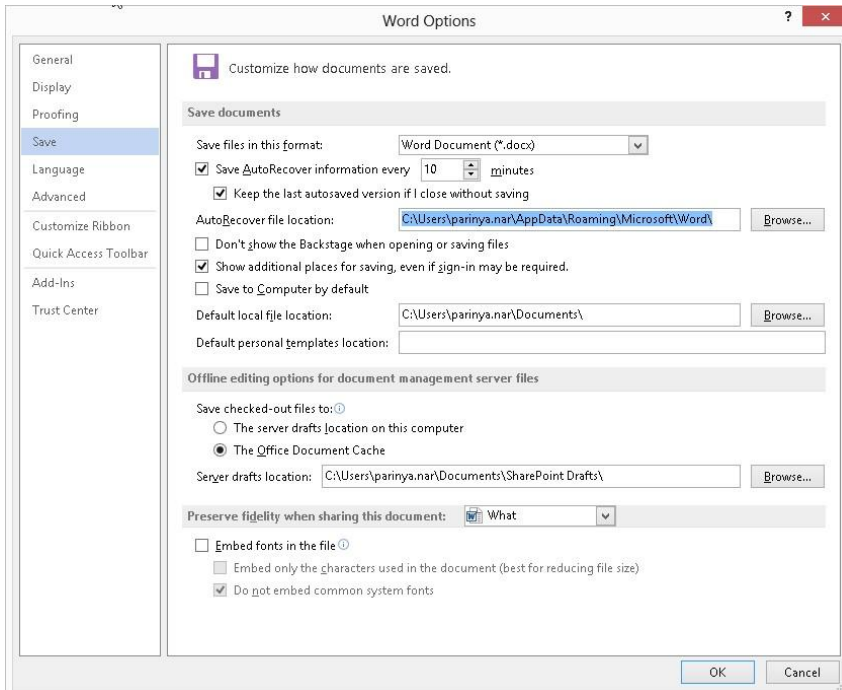 Word Options
General
Display
Proofing
Save
Language
Advanced
Customize Ribbon
Quick Access Toolbar
Add-Ins
Trust Center
Customize how documents are saved.
Save documents
Save files in this format: Word Document (*.docx)
Save AutoRecover information every 10 minutes
Keep the last autosaved version if I close without saving
AutoRecover file location: C:\Users\parinya.nar\AppData\Roaming\Microsoft\Word\ Browse...
Don't show the Backstage when opening or saving files
Show additional places for saving, even if sign-in may be required.
Save to Computer by default
Default local file location: C:\Users\parinya.nar\Documents\ Browse...
Default personal templates location:
Offline editing options for document management server files
Save checked-out files to:
The server drafts location on this computer
The Office Document Cache
Server drafts location: C:\Users\parinya.nar\Documents\SharePoint Drafts\ Browse...
Preserve fidelity when sharing this document: What
Embed fonts in the file
Embed only the characters used in the document (best for reducing file size)
Do not embed common system fonts
OK Cancel